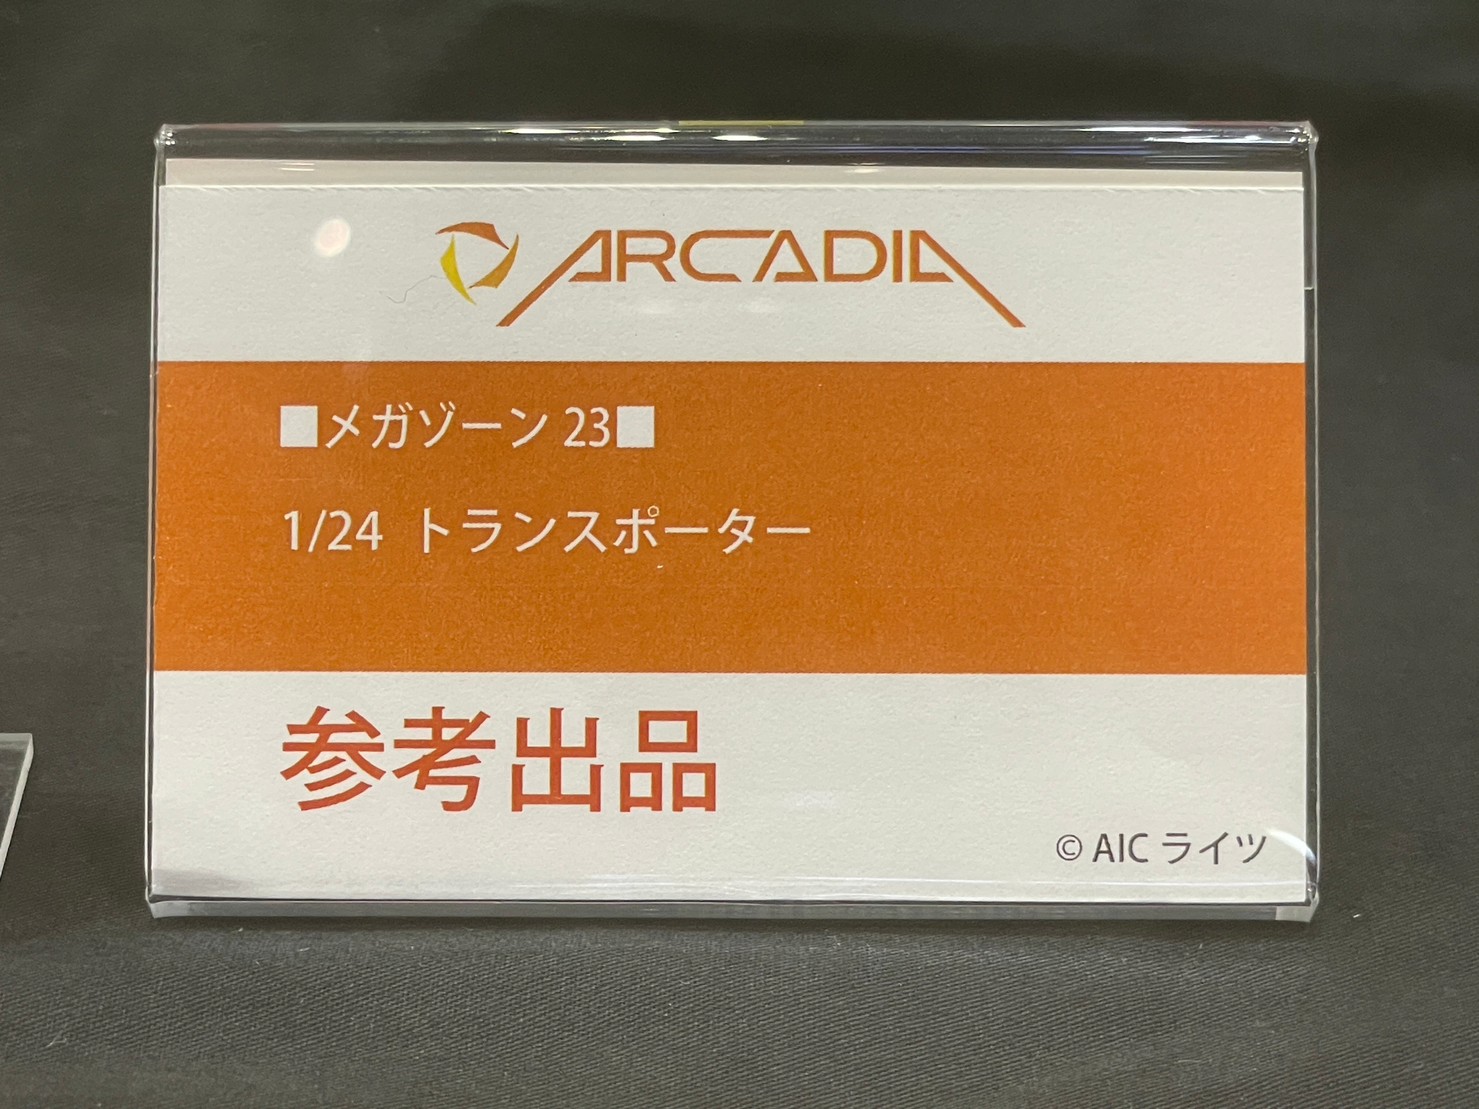 ARCADIA
■メガゾーン 23■
1/24 トランスポーター
参考出品
© AIC ライツ